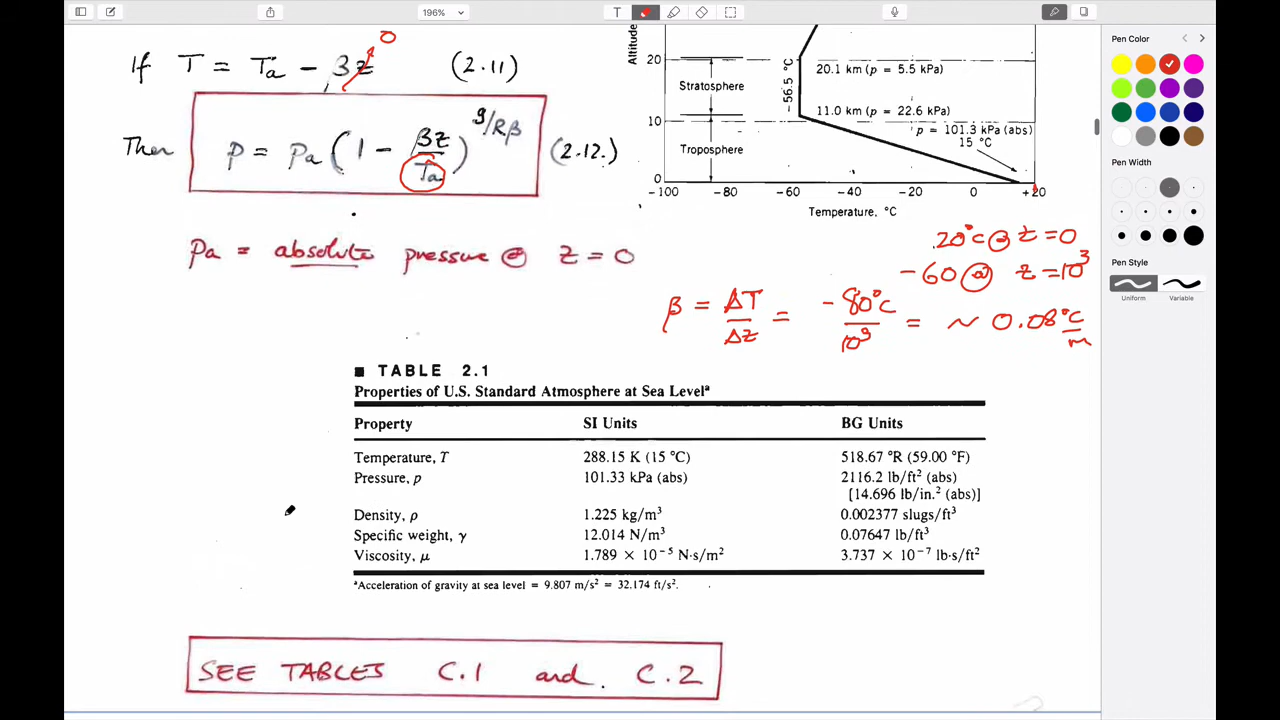 196%
T
If T = Ta - βz (2.11)
0
Then p = pa (1 - βz/Ta)^g/Rβ (2.12.)
pa = absolute pressure @ z = 0
Altitud
20
10
0
Stratosphere
Troposphere
-56.5 °C
20.1 km (p = 5.5 kPa)
11.0 km (p = 22.6 kPa)
p = 101.3 kPa (abs)
15 °C
-100 -80 -60 -40 -20 0 +20
Temperature, °C
20°C @ z=0
-60 @ z=10^3
β = ΔT/Δz = -80°C/10^3 = ~ 0.08 °C/m
■ TABLE 2.1
Properties of U.S. Standard Atmosphere at Sea Level^a
Property SI Units BG Units
Temperature, T 288.15 K (15 °C) 518.67 °R (59.00 °F)
Pressure, p 101.33 kPa (abs) 2116.2 lb/ft² (abs)
[14.696 lb/in.² (abs)]
Density, ρ 1.225 kg/m³ 0.002377 slugs/ft³
Specific weight, γ 12.014 N/m³ 0.07647 lb/ft³
Viscosity, μ 1.789 × 10⁻⁵ N·s/m² 3.737 × 10⁻⁷ lb·s/ft²
^aAcceleration of gravity at sea level = 9.807 m/s² = 32.174 ft/s².
SEE TABLES C.1 and C.2
Pen Color
Pen Width
Pen Style
Uniform Variable